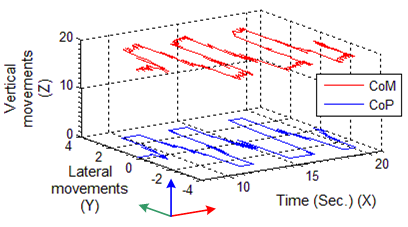 20
10
0
Vertical
movements
(Z)
4
2
0
-2
-4
Lateral
movements
(Y)
10
15
20
Time (Sec.) (X)
CoM
CoP